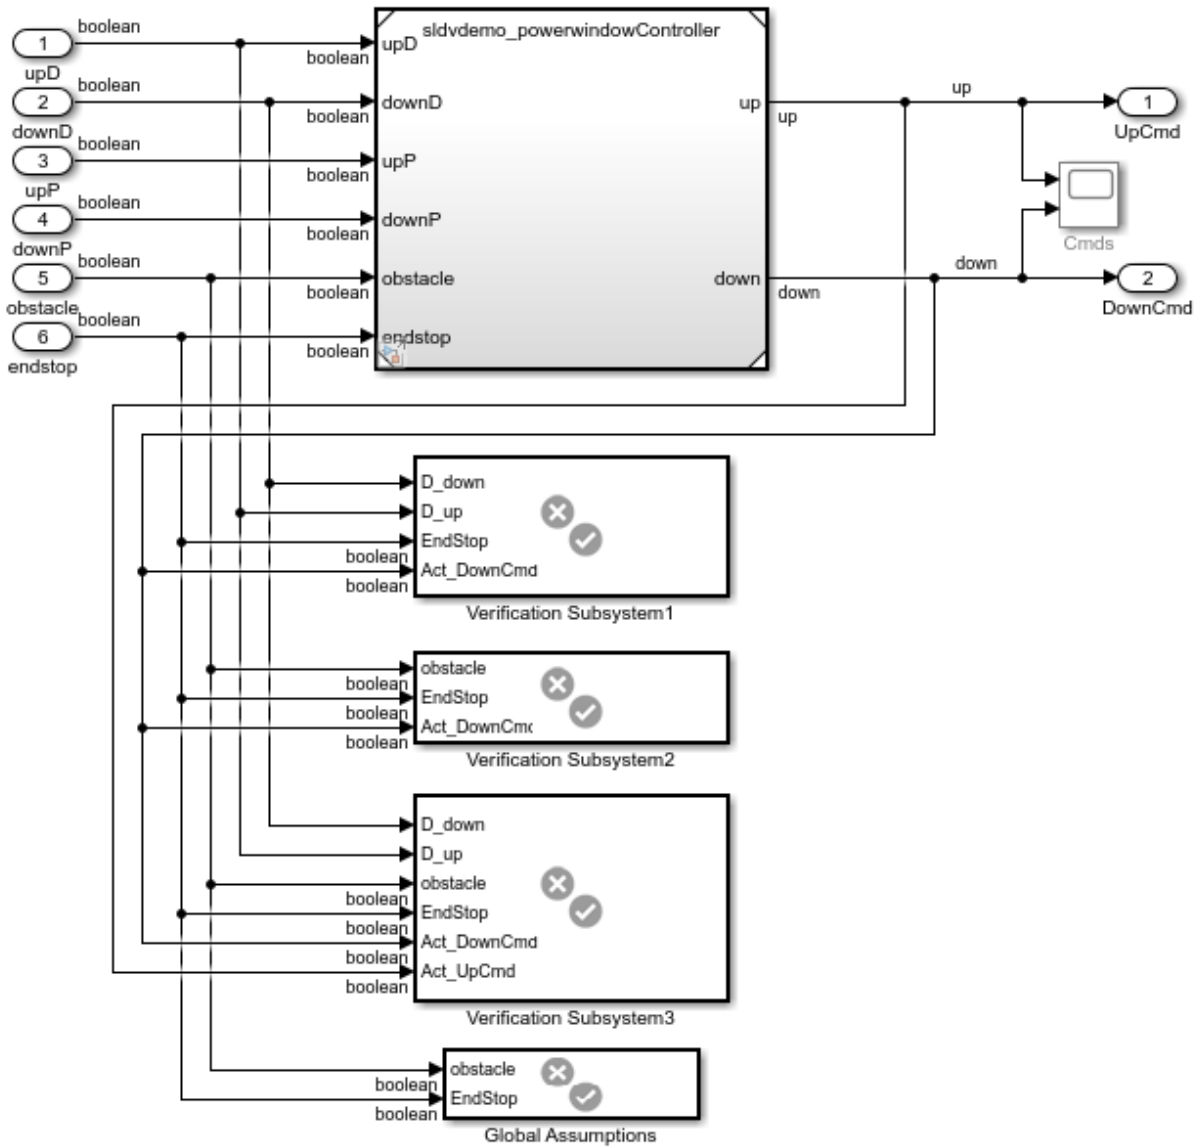 boolean
1
upD
boolean
2
downD
boolean
3
upP
boolean
4
downP
boolean
5
obstacle
boolean
6
endstop
sldvdemo_powerwindowController
boolean
upD
boolean
downD
boolean
upP
boolean
downP
boolean
obstacle
boolean
endstop
up
up
up
1
UpCmd
Cmds
down
down
down
2
DownCmd
D_down
D_up
EndStop
boolean
Act_DownCmd
boolean
Verification Subsystem1
obstacle
boolean
EndStop
boolean
Act_DownCmd
boolean
Verification Subsystem2
D_down
D_up
obstacle
boolean
EndStop
boolean
Act_DownCmd
boolean
Act_UpCmd
boolean
Verification Subsystem3
obstacle
boolean
EndStop
boolean
Global Assumptions